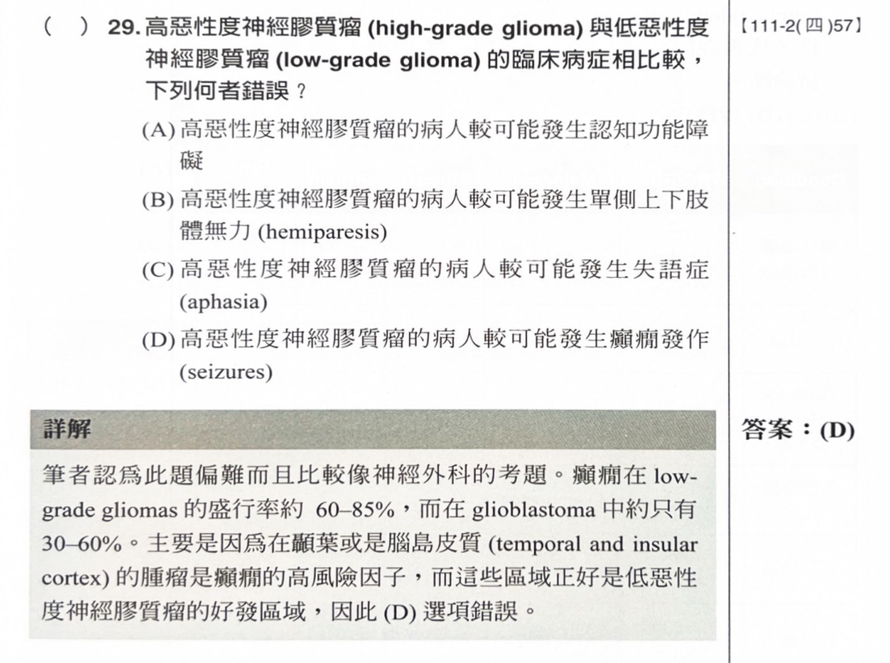 (　) 29. 高惡性度神經膠質瘤 (high-grade glioma) 與低惡性度
神經膠質瘤 (low-grade glioma) 的臨床病症相比較，
下列何者錯誤？
(A) 高惡性度神經膠質瘤的病人較可能發生認知功能障
礙
(B) 高惡性度神經膠質瘤的病人較可能發生單側上下肢
體無力 (hemiparesis)
(C) 高惡性度神經膠質瘤的病人較可能發生失語症
(aphasia)
(D) 高惡性度神經膠質瘤的病人較可能發生癲癇發作
(seizures)
【111-2(四)57】
詳解
筆者認為此題偏難而且比較像神經外科的考題。癲癇在 low-
grade gliomas 的盛行率約 60–85%，而在 glioblastoma 中約只有
30–60%。主要是因為在顳葉或是腦島皮質 (temporal and insular
cortex) 的腫瘤是癲癇的高風險因子，而這些區域正好是低惡性
度神經膠質瘤的好發區域，因此 (D) 選項錯誤。
答案：(D)